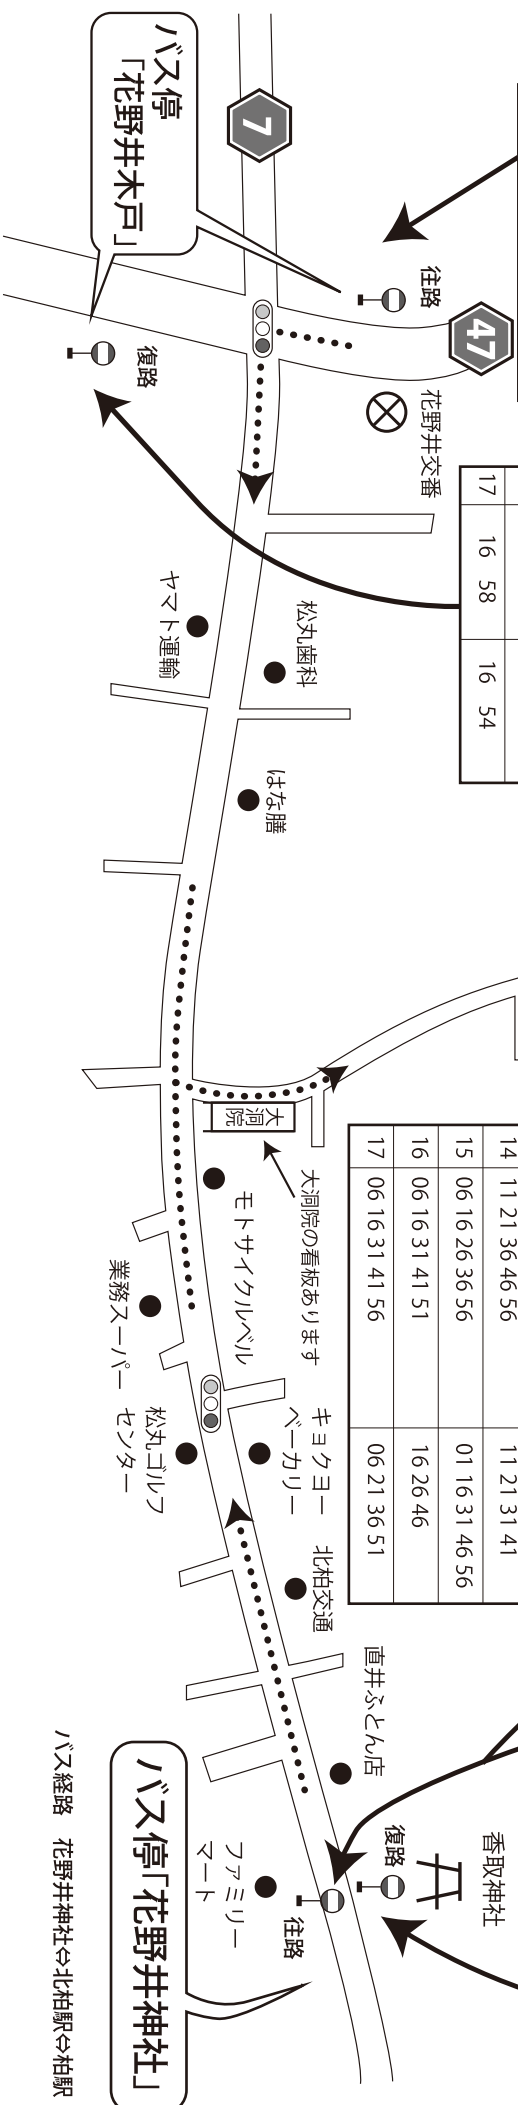 バス停
「花野井木戸」
7
往路
47
復路
花野井交番
17 16 58 16 54
ヤマト運輸
松丸歯科
はな膳
大洞院
大洞院の看板あります
14 11 21 36 46 56 11 21 31 41
15 06 16 26 36 56 01 16 31 46 56
16 06 16 31 41 51 16 26 46
17 06 16 31 41 56 06 21 36 51
モトサイクルベル
業務スーパー
松丸ゴルフ
センター
キョクヨー
ベーカリー
北柏交通
直井ふとん店
香取神社
復路
往路
ファミリー
マート
バス停「花野井神社」
バス経路 花野井神社⇔北柏駅⇔柏駅